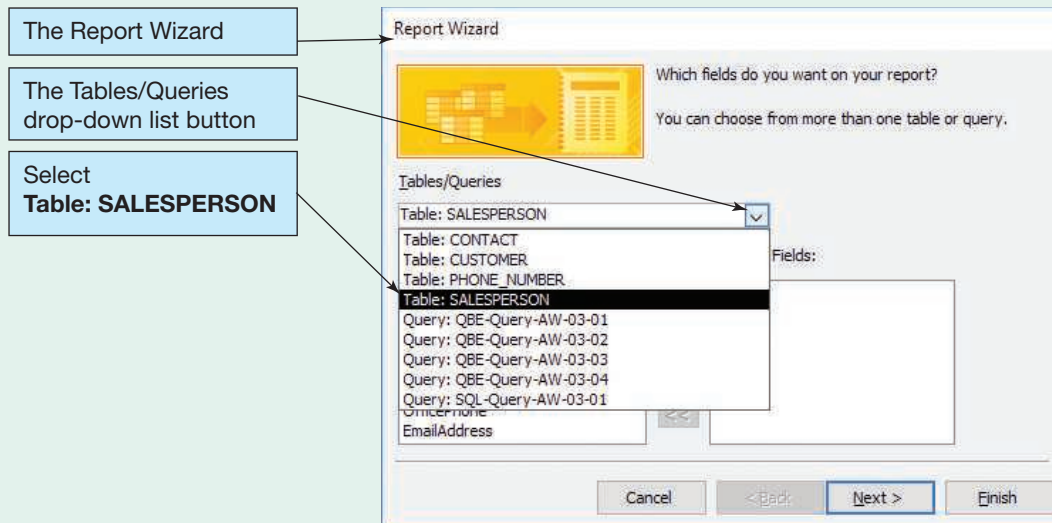 The Report Wizard
The Tables/Queries
drop-down list button
Select
Table: SALESPERSON
Report Wizard
Which fields do you want on your report?
You can choose from more than one table or query.
Tables/Queries
Table: SALESPERSON
Table: CONTACT
Table: CUSTOMER
Table: PHONE_NUMBER
Table: SALESPERSON
Query: QBE-Query-AW-03-01
Query: QBE-Query-AW-03-02
Query: QBE-Query-AW-03-03
Query: QBE-Query-AW-03-04
Query: SQL-Query-AW-03-01
Fields:
OfficePhone
EmailAddress
<<
Cancel
< Back
Next >
Finish